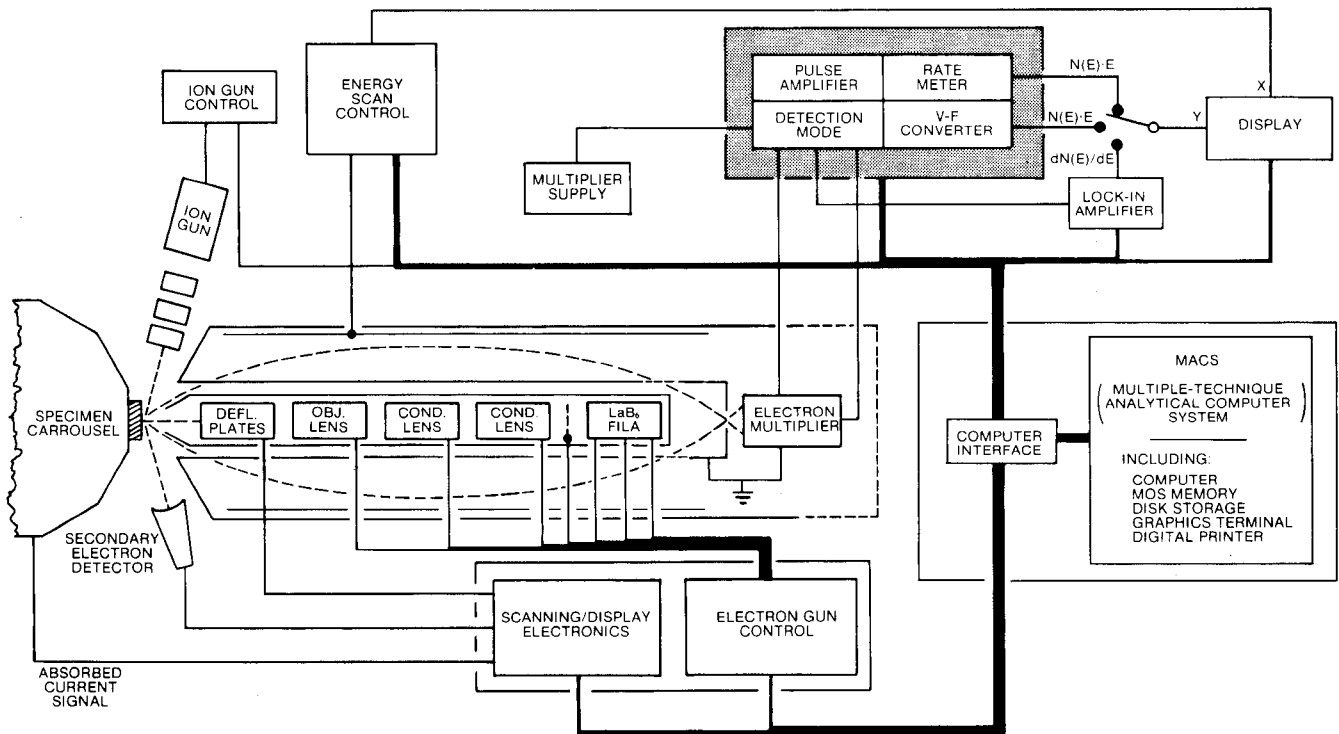 ION GUN
CONTROL
ENERGY
SCAN
CONTROL
PULSE
AMPLIFIER
RATE
METER
DETECTION
MODE
V-F
CONVERTER
N(E)·E
N(E)·E
dN(E)/dE
X
Y
DISPLAY
MULTIPLIER
SUPPLY
LOCK-IN
AMPLIFIER
ION
GUN
SPECIMEN
CARROUSEL
DEFL.
PLATES
OBJ.
LENS
COND.
LENS
COND.
LENS
LaB₆
FILA
ELECTRON
MULTIPLIER
COMPUTER
INTERFACE
MACS
(MULTIPLE-TECHNIQUE
ANALYTICAL COMPUTER
SYSTEM)
INCLUDING:
COMPUTER
MOS MEMORY
DISK STORAGE
GRAPHICS TERMINAL
DIGITAL PRINTER
SECONDARY
ELECTRON
DETECTOR
SCANNING/DISPLAY
ELECTRONICS
ELECTRON GUN
CONTROL
ABSORBED
CURRENT
SIGNAL